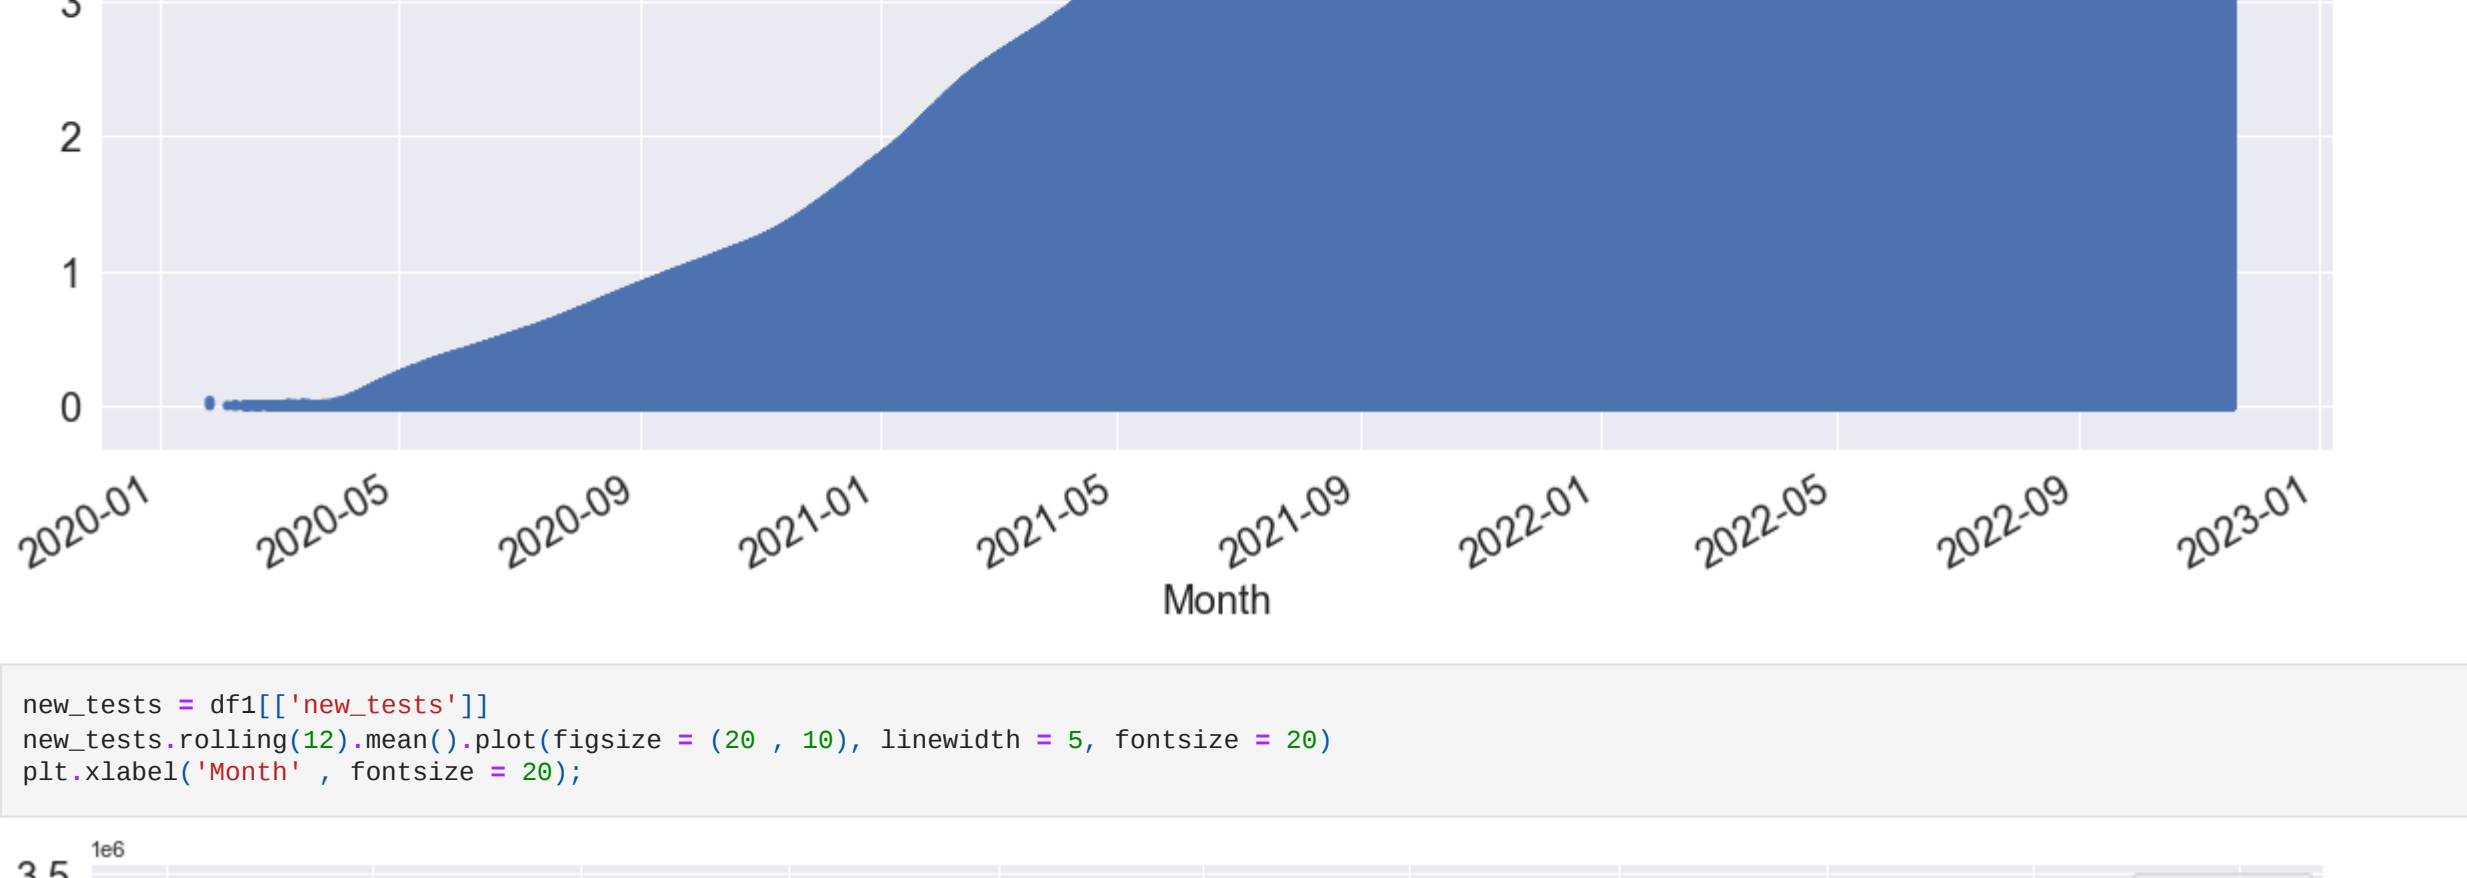 3
2
1
0
2020-01 2020-05 2020-09 2021-01 2021-05 2021-09 2022-01 2022-05 2022-09 2023-01
Month
new_tests = df1[['new_tests']]
new_tests.rolling(12).mean().plot(figsize = (20 , 10), linewidth = 5, fontsize = 20)
plt.xlabel('Month' , fontsize = 20);
1e6
3.5